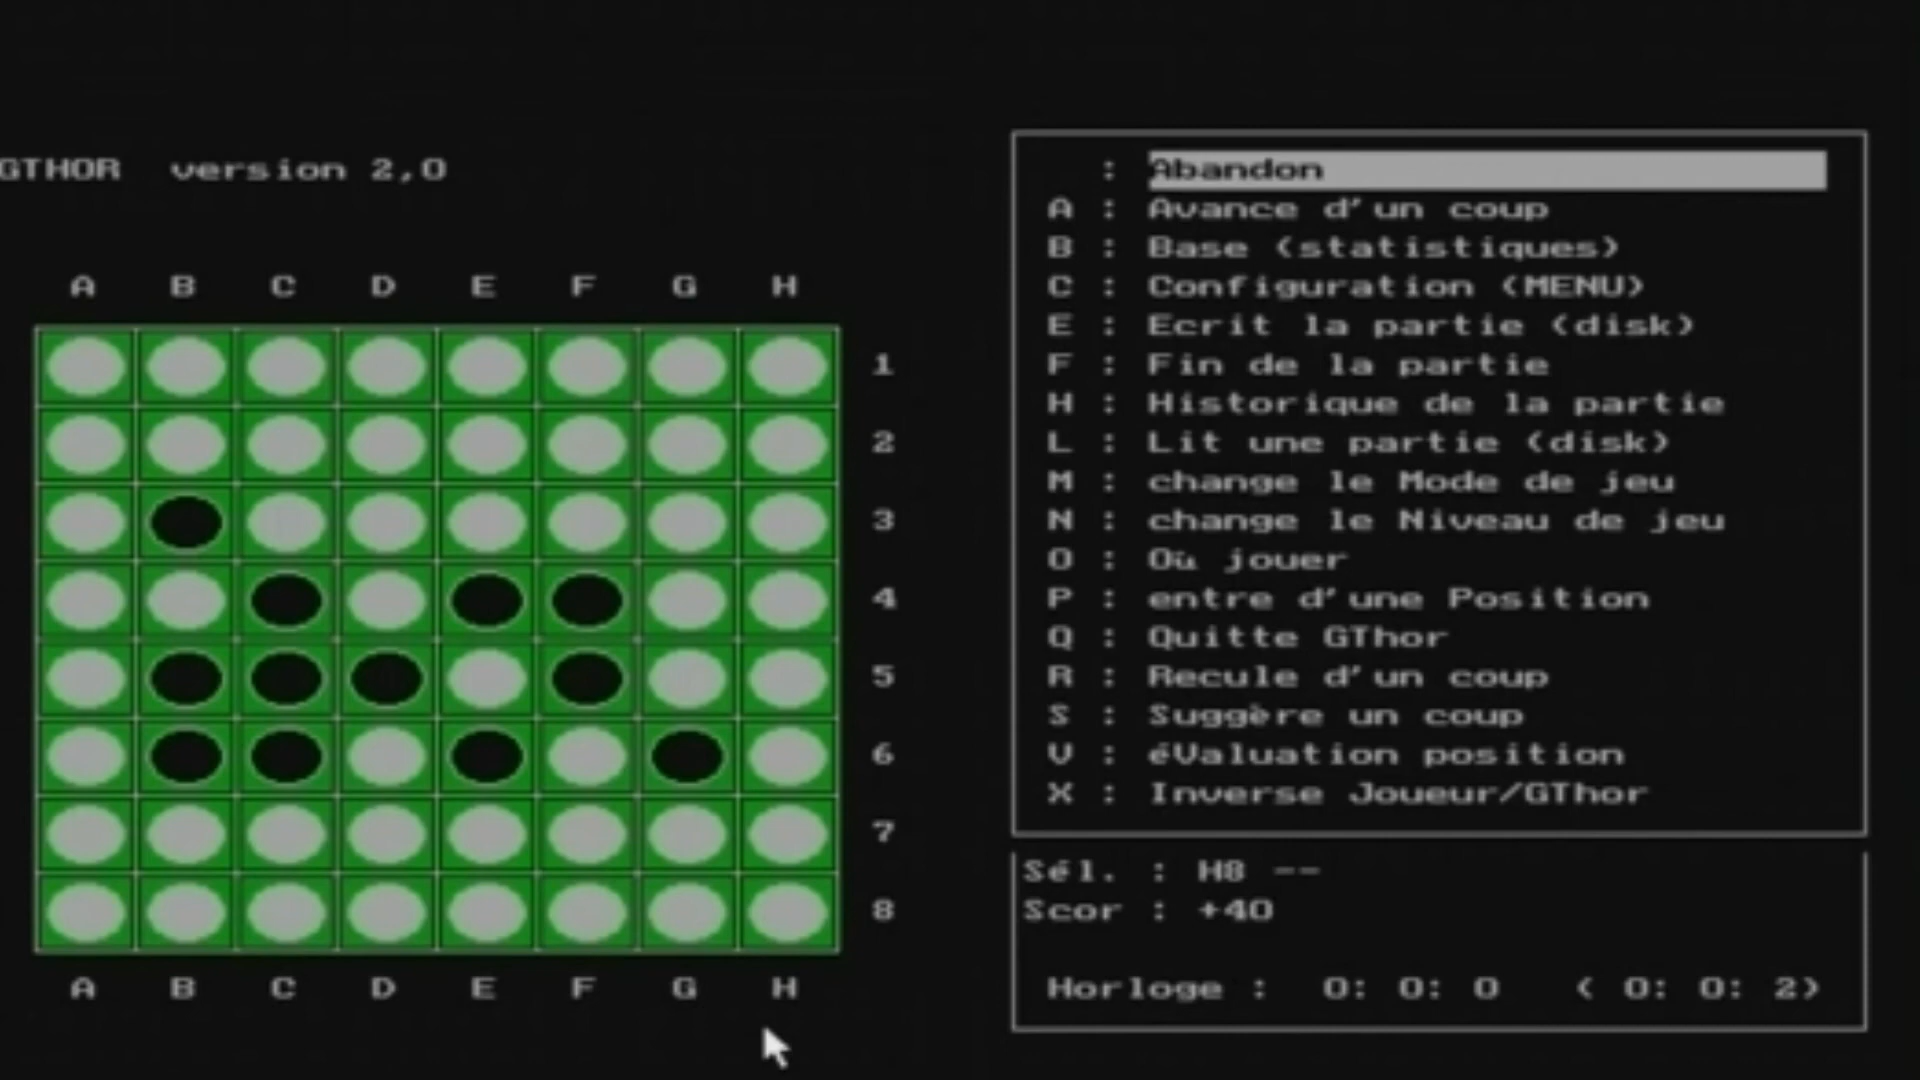 GTHOR version 2,0
A B C D E F G H
1
2
3
4
5
6
7
8
A B C D E F G H
: Abandon
A : Avance d'un coup
B : Base (statistiques)
C : Configuration (MENU)
E : Ecrit la partie (disk)
F : Fin de la partie
H : Historique de la partie
L : Lit une partie (disk)
M : change le Mode de jeu
N : change le Niveau de jeu
O : Où jouer
P : entre d'une Position
Q : Quitte GThor
R : Recule d'un coup
S : Suggère un coup
V : éValuation position
X : Inverse Joueur/GThor
Sél. : H8 --
Scor : +40
Horloge : 0: 0: 0 ( 0: 0: 2)